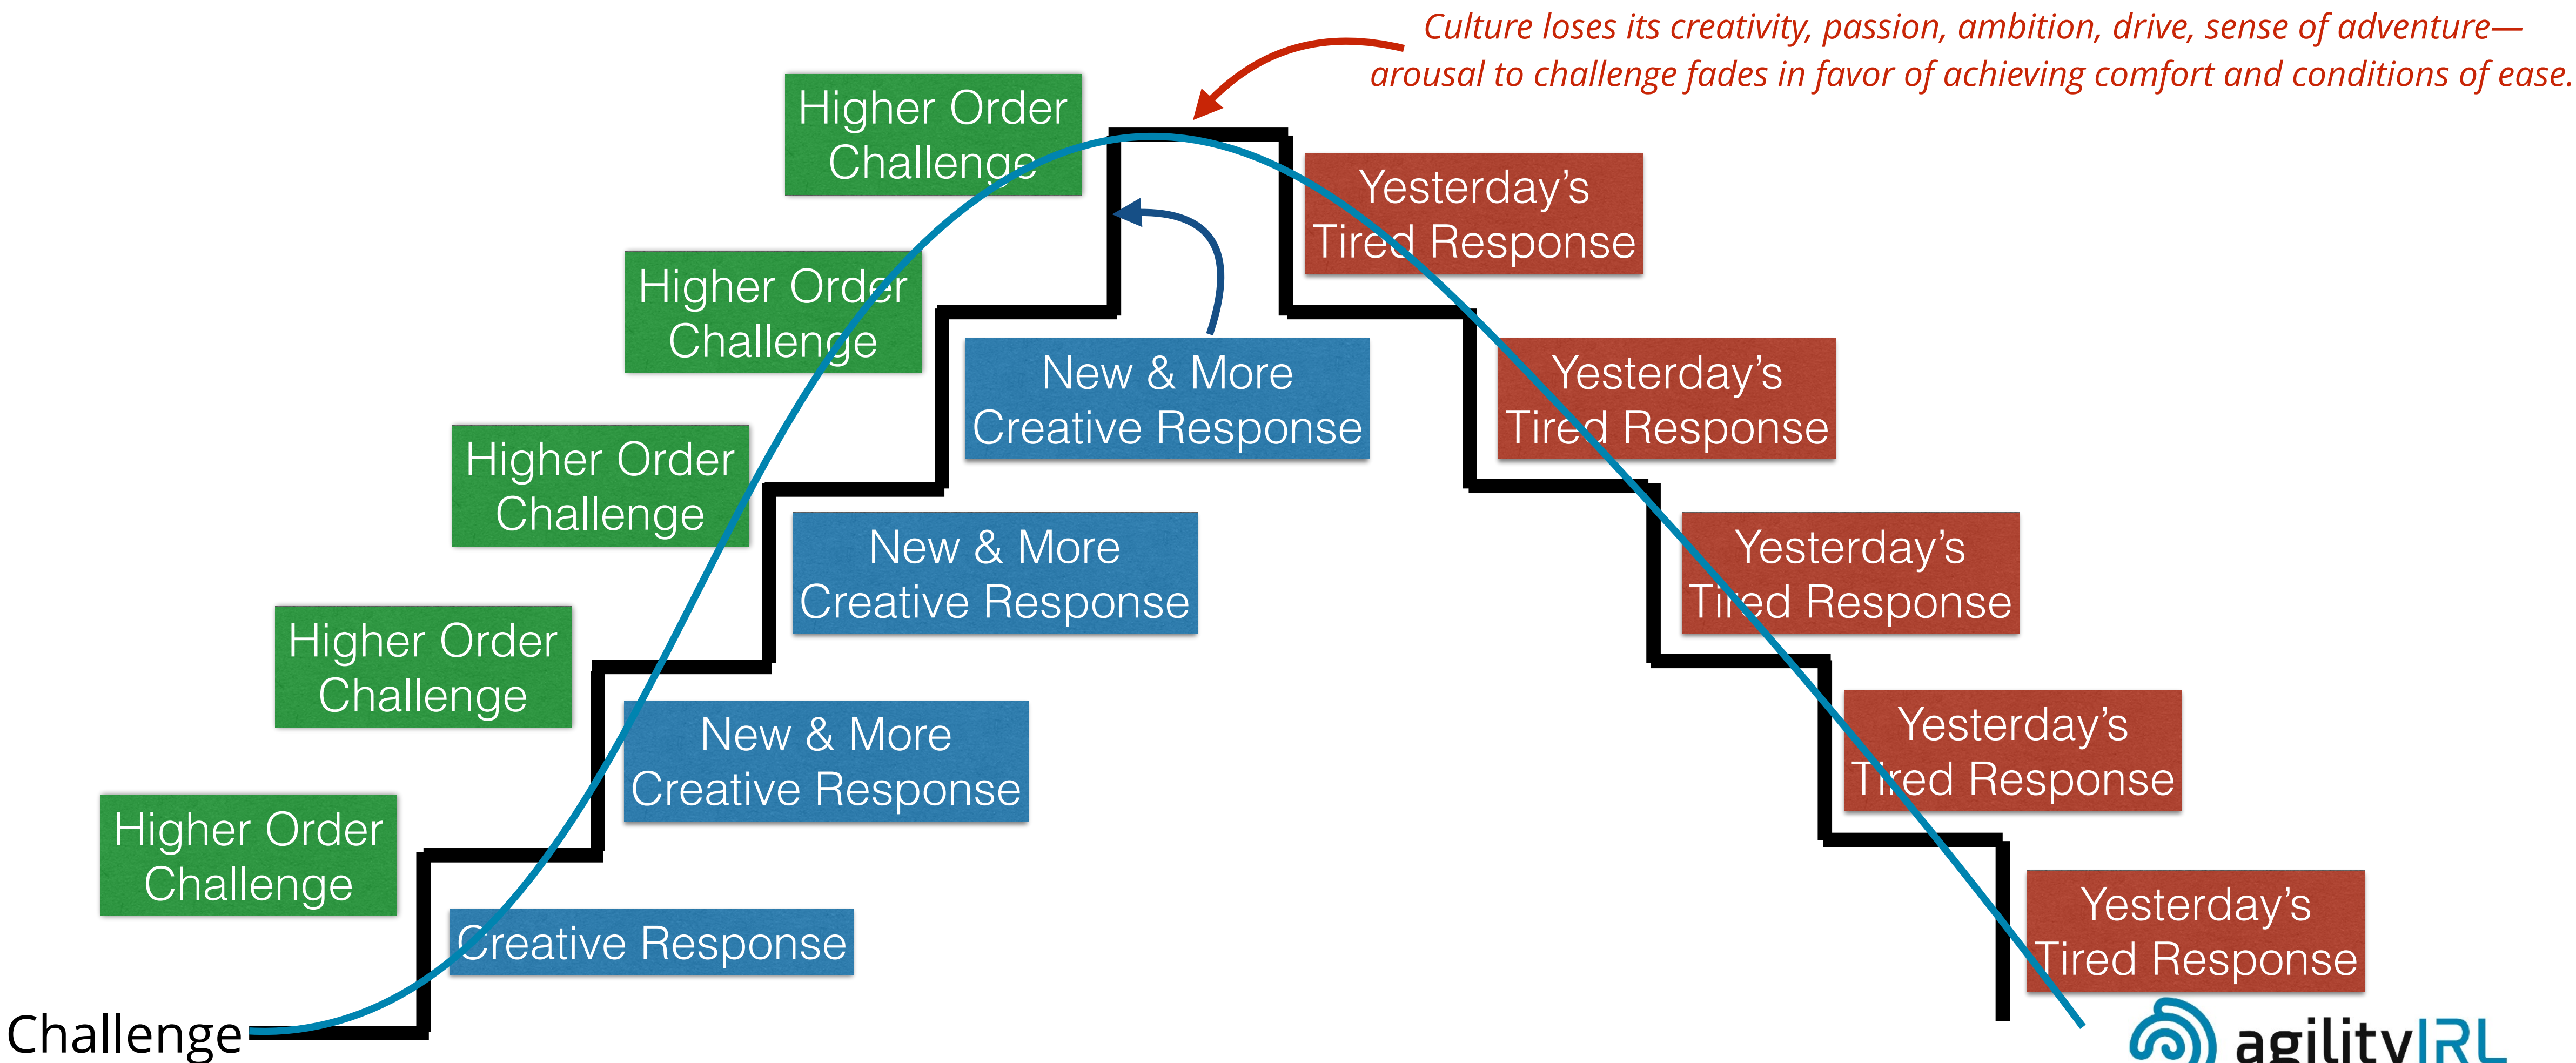 Culture loses its creativity, passion, ambition, drive, sense of adventure—
arousal to challenge fades in favor of achieving comfort and conditions of ease.
Higher Order
Challenge
Yesterday’s
Tired Response
Higher Order
Challenge
New & More
Creative Response
Yesterday’s
Tired Response
Higher Order
Challenge
New & More
Creative Response
Yesterday’s
Tired Response
Higher Order
Challenge
New & More
Creative Response
Yesterday’s
Tired Response
Higher Order
Challenge
Creative Response
Yesterday’s
Tired Response
Challenge
agilityIRL